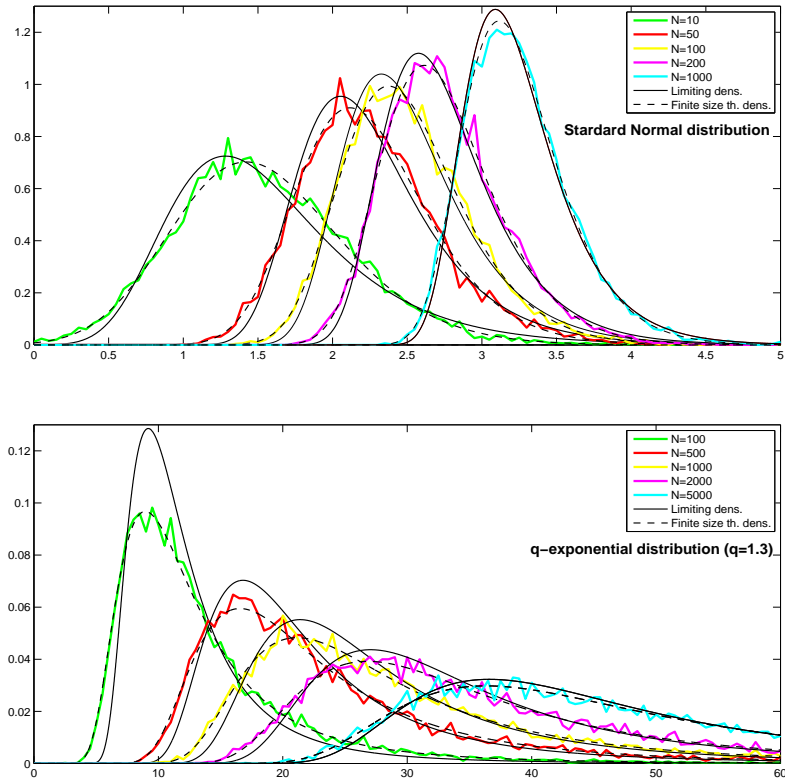 1.2
1
0.8
0.6
0.4
0.2
0
N=10
N=50
N=100
N=200
N=1000
Limiting dens.
Finite size th. dens.
Stardard Normal distribution
0 0.5 1 1.5 2 2.5 3 3.5 4 4.5 5
0.12
0.1
0.08
0.06
0.04
0.02
0
N=100
N=500
N=1000
N=2000
N=5000
Limiting dens.
Finite size th. dens.
q−exponential distribution (q=1.3)
0 10 20 30 40 50 60